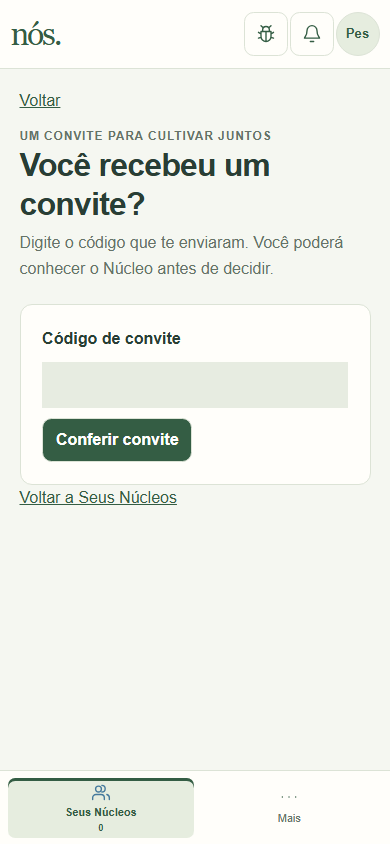 nós.
Pes
Voltar
UM CONVITE PARA CULTIVAR JUNTOS
Você recebeu um
convite?
Digite o código que te enviaram. Você poderá
conhecer o Núcleo antes de decidir.
Código de convite
Conferir convite
Voltar a Seus Núcleos
Seus Núcleos
0
...
Mais